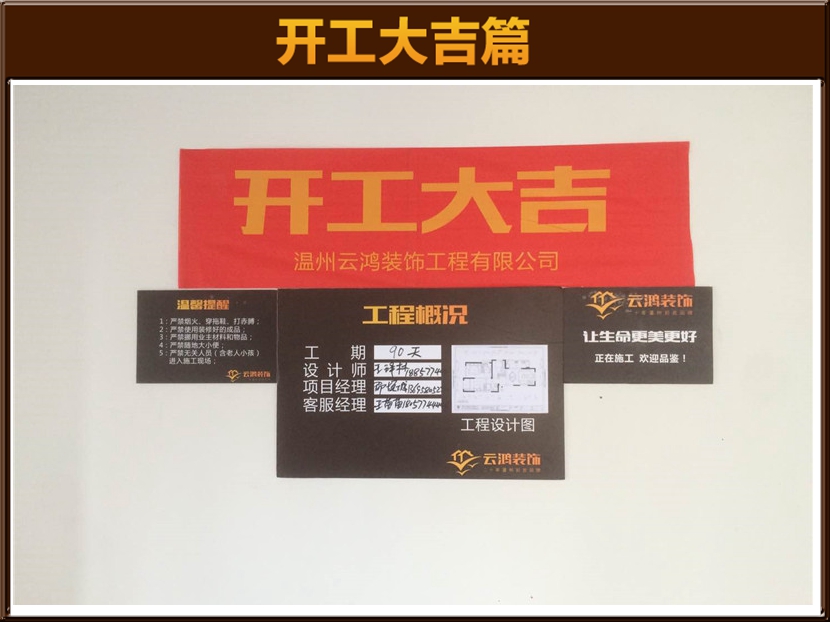 开工大吉篇
开工大吉
温州云鸿装饰工程有限公司
温馨提醒
1：严禁烟火、穿拖鞋、打赤膊；
2：严禁使用装修好的成品；
3：严禁挪用业主材料和物品；
4：严禁随地大小便；
5：严禁无关人员（含老人小孩）
进入施工现场；
云鸿装饰
工程概况
工 期 90天
设计师
项目经理
客服经理
工程设计图
云鸿装饰
云鸿装饰
让生命更美更好
正在施工 欢迎品鉴！